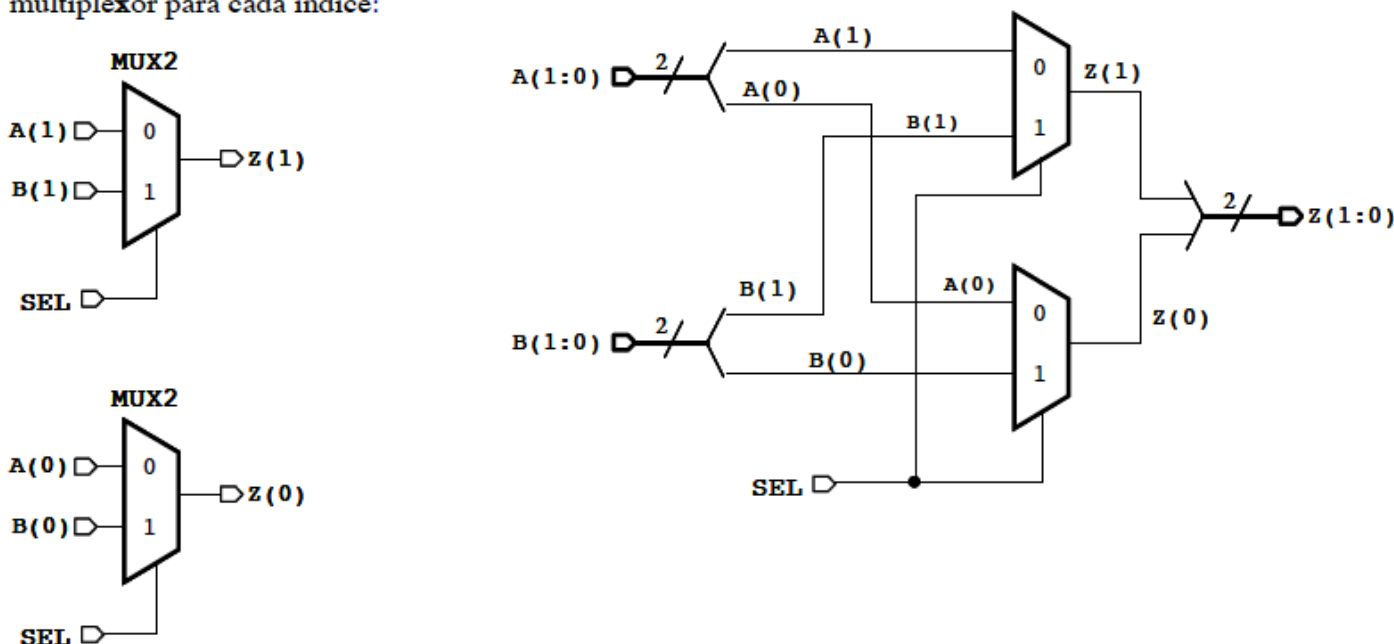 multiplexor para cada índice:
MUX2
A(1)
0
Z(1)
B(1)
1
SEL
MUX2
A(0)
0
Z(0)
B(0)
1
SEL
A(1)
A(1:0)
2
0
Z(1)
A(0)
B(1)
1
2
Z(1:0)
B(1)
A(0)
0
Z(0)
B(1:0)
2
B(0)
1
SEL